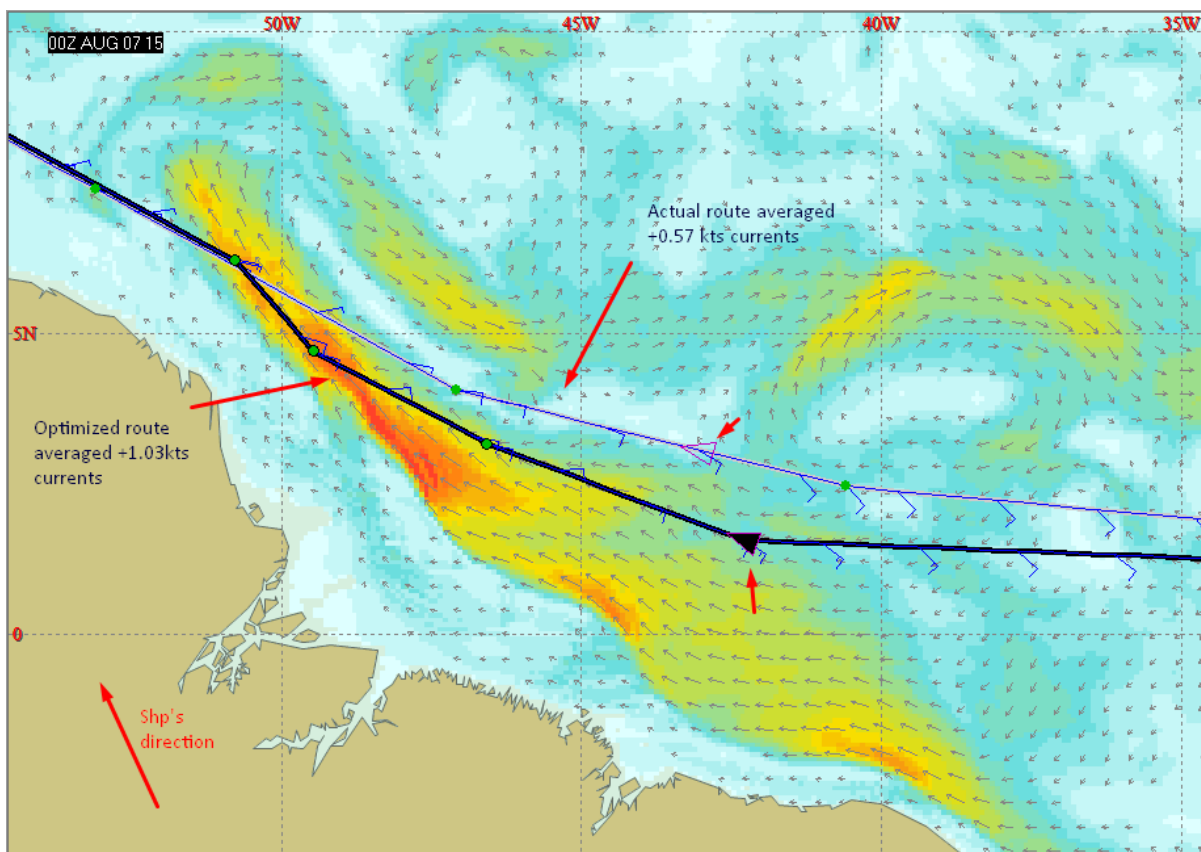 50W
45W
40W
35W
00Z AUG 07 15
Actual route averaged
+0.57 kts currents
5N
Optimized route
averaged +1.03kts
currents
0
Shp's
direction